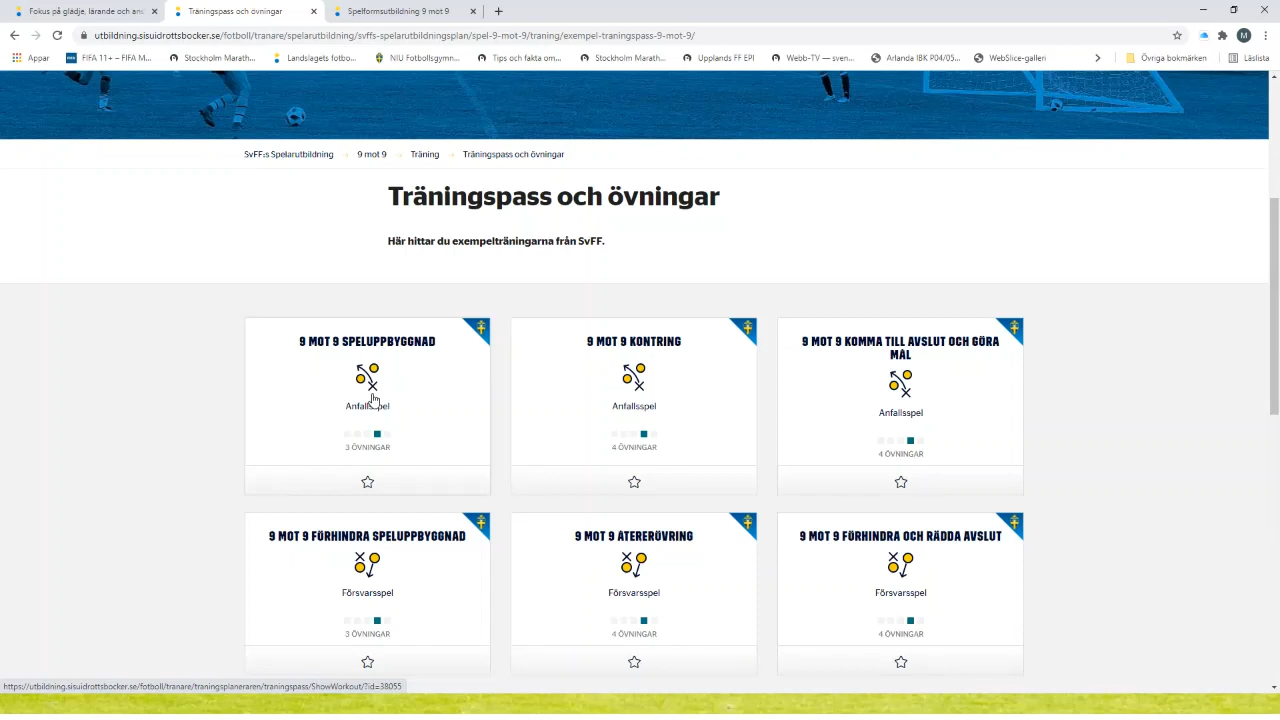 Fokus på glädje, lärande och ans
Träningspass och övningar
Spelformsutbildning 9 mot 9
utbildning.sisuidrottsbocker.se/fotboll/tranare/spelarutbildning/svffs-spelarutbildningsplan/spel-9-mot-9/traning/exempel-traningspass-9-mot-9/
M
Appar
FIFA 11+ – FIFA M...
Stockholm Marath...
Landslagets fotbo...
NIU Fotbollsgymn...
Tips och fakta om...
Stockholm Marath...
Upplands FF EPI
Webb-TV — sven...
Arlanda IBK P04/05...
WebSlice-galleri
Övriga bokmärken
Läslista
SvFF:s Spelarutbildning → 9 mot 9 → Träning → Träningspass och övningar
Träningspass och övningar
Här hittar du exempelträningarna från SvFF.
9 MOT 9 SPELUPPBYGGNAD
Anfallsspel
3 ÖVNINGAR
9 MOT 9 KONTRING
Anfallsspel
4 ÖVNINGAR
9 MOT 9 KOMMA TILL AVSLUT OCH GÖRA
MÅL
Anfallsspel
4 ÖVNINGAR
9 MOT 9 FÖRHINDRA SPELUPPBYGGNAD
Försvarsspel
3 ÖVNINGAR
9 MOT 9 ÅTERERÖVRING
Försvarsspel
4 ÖVNINGAR
9 MOT 9 FÖRHINDRA OCH RÄDDA AVSLUT
Försvarsspel
4 ÖVNINGAR
https://utbildning.sisuidrottsbocker.se/fotboll/tranare/traningsplaneraren/traningspass/ShowWorkout/?id=38055